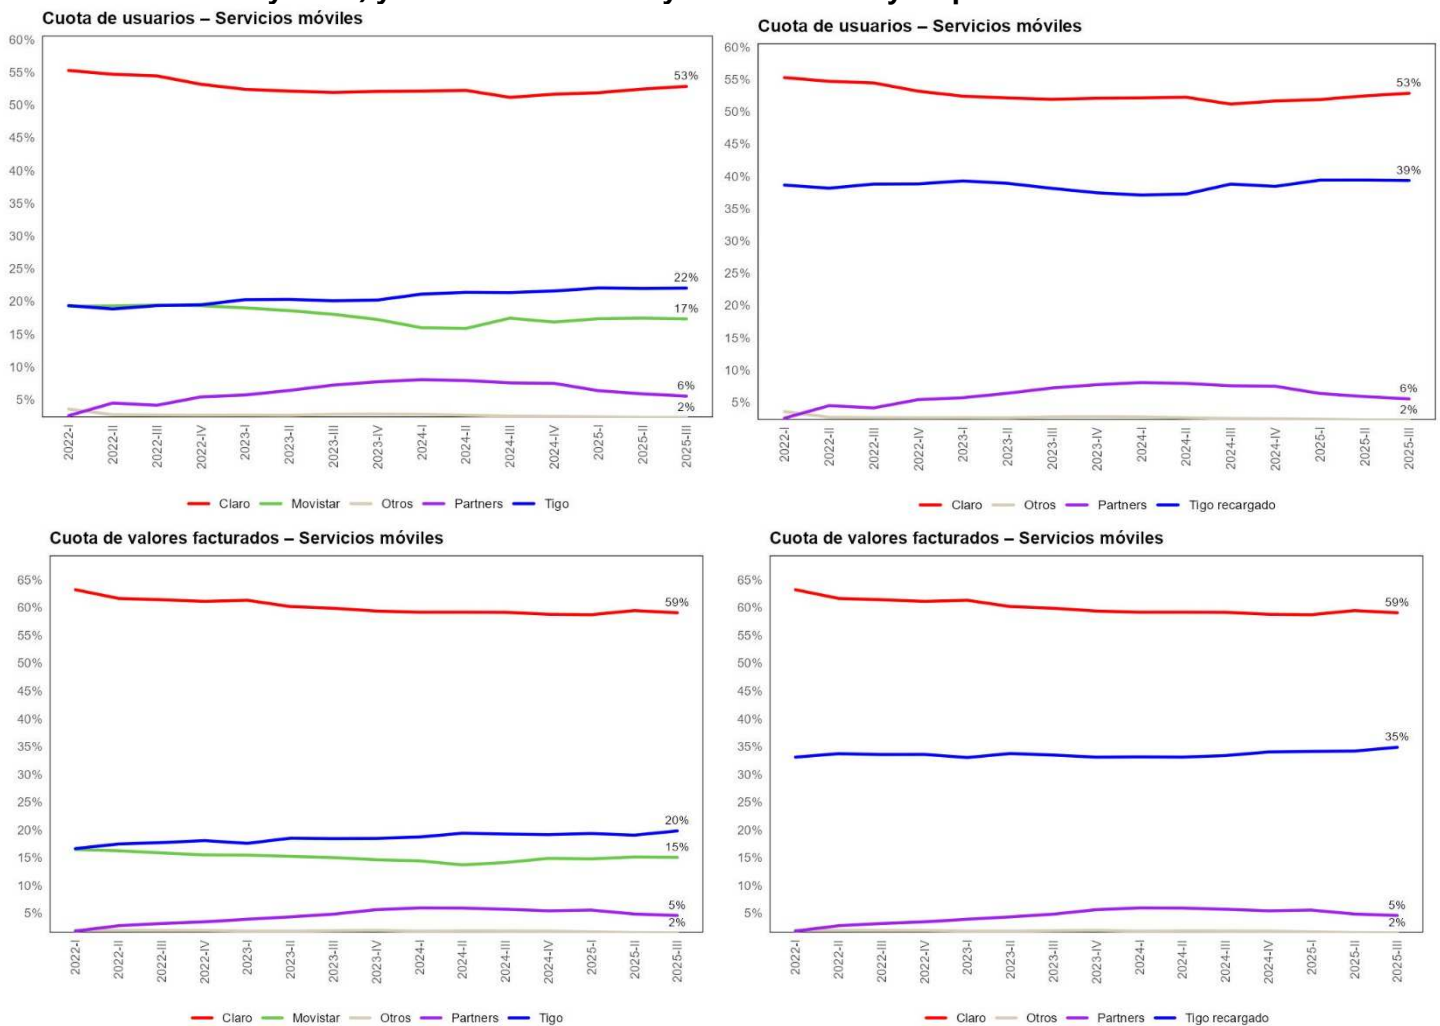 Cuota de usuarios – Servicios móviles
60%
55%
50%
45%
40%
35%
30%
25%
20%
15%
10%
5%
53%
22%
17%
6%
2%
2022-I
2022-II
2022-III
2022-IV
2023-I
2023-II
2023-III
2023-IV
2024-I
2024-II
2024-III
2024-IV
2025-I
2025-II
2025-III
Claro Movistar Otros Partners Tigo
Cuota de usuarios – Servicios móviles
60%
55%
50%
45%
40%
35%
30%
25%
20%
15%
10%
5%
53%
39%
6%
2%
2022-I
2022-II
2022-III
2022-IV
2023-I
2023-II
2023-III
2023-IV
2024-I
2024-II
2024-III
2024-IV
2025-I
2025-II
2025-III
Claro Otros Partners Tigo recargado
Cuota de valores facturados – Servicios móviles
65%
60%
55%
50%
45%
40%
35%
30%
25%
20%
15%
10%
5%
59%
20%
15%
5%
2%
2022-I
2022-II
2022-III
2022-IV
2023-I
2023-II
2023-III
2023-IV
2024-I
2024-II
2024-III
2024-IV
2025-I
2025-II
2025-III
Claro Movistar Otros Partners Tigo
Cuota de valores facturados – Servicios móviles
65%
60%
55%
50%
45%
40%
35%
30%
25%
20%
15%
10%
5%
59%
35%
5%
2%
2022-I
2022-II
2022-III
2022-IV
2023-I
2023-II
2023-III
2023-IV
2024-I
2024-II
2024-III
2024-IV
2025-I
2025-II
2025-III
Claro Otros Partners Tigo recargado